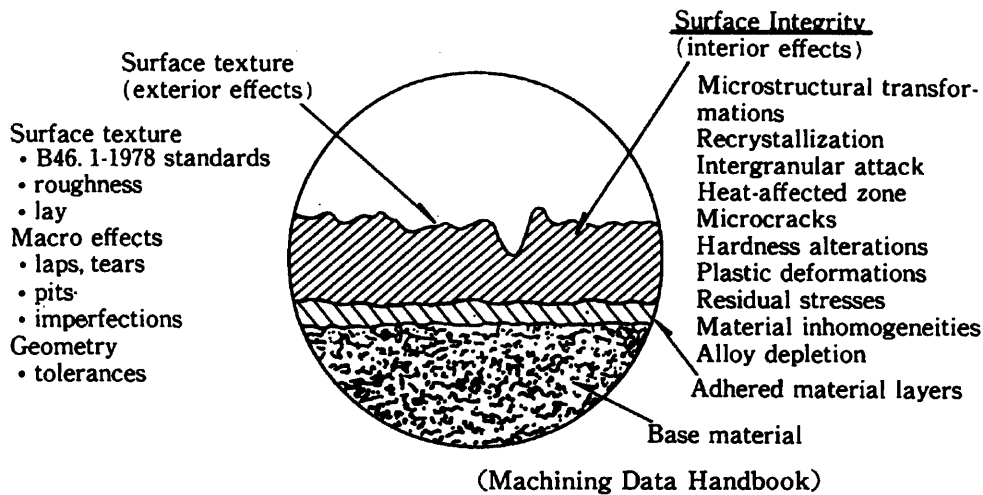 Surface texture
(exterior effects)
Surface texture
• B46. 1-1978 standards
• roughness
• lay
Macro effects
• laps, tears
• pits·
• imperfections
Geometry
• tolerances
Surface Integrity
(interior effects)
Microstructural transfor-
mations
Recrystallization
Intergranular attack
Heat-affected zone
Microcracks
Hardness alterations
Plastic deformations
Residual stresses
Material inhomogeneities
Alloy depletion
Adhered material layers
Base material
(Machining Data Handbook)